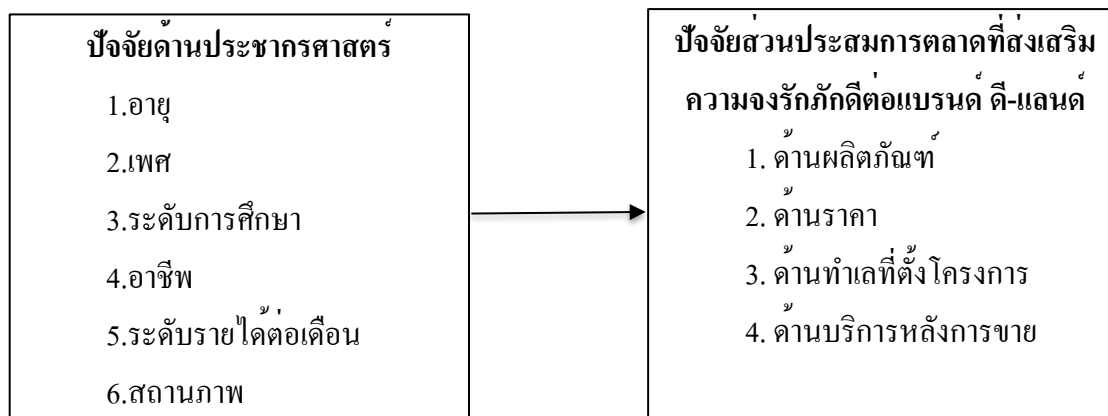 ปัจจัยด้านประชากรศาสตร์
1.อายุ
2.เพศ
3.ระดับการศึกษา
4.อาชีพ
5.ระดับรายได้ต่อเดือน
6.สถานภาพ
ปัจจัยส่วนประสมการตลาดที่ส่งเสริม
ความจงรักภักดีต่อแบรนด์ ดี-แลนด์
1. ด้านผลิตภัณฑ์
2. ด้านราคา
3. ด้านทำเลที่ตั้งโครงการ
4. ด้านบริการหลังการขาย